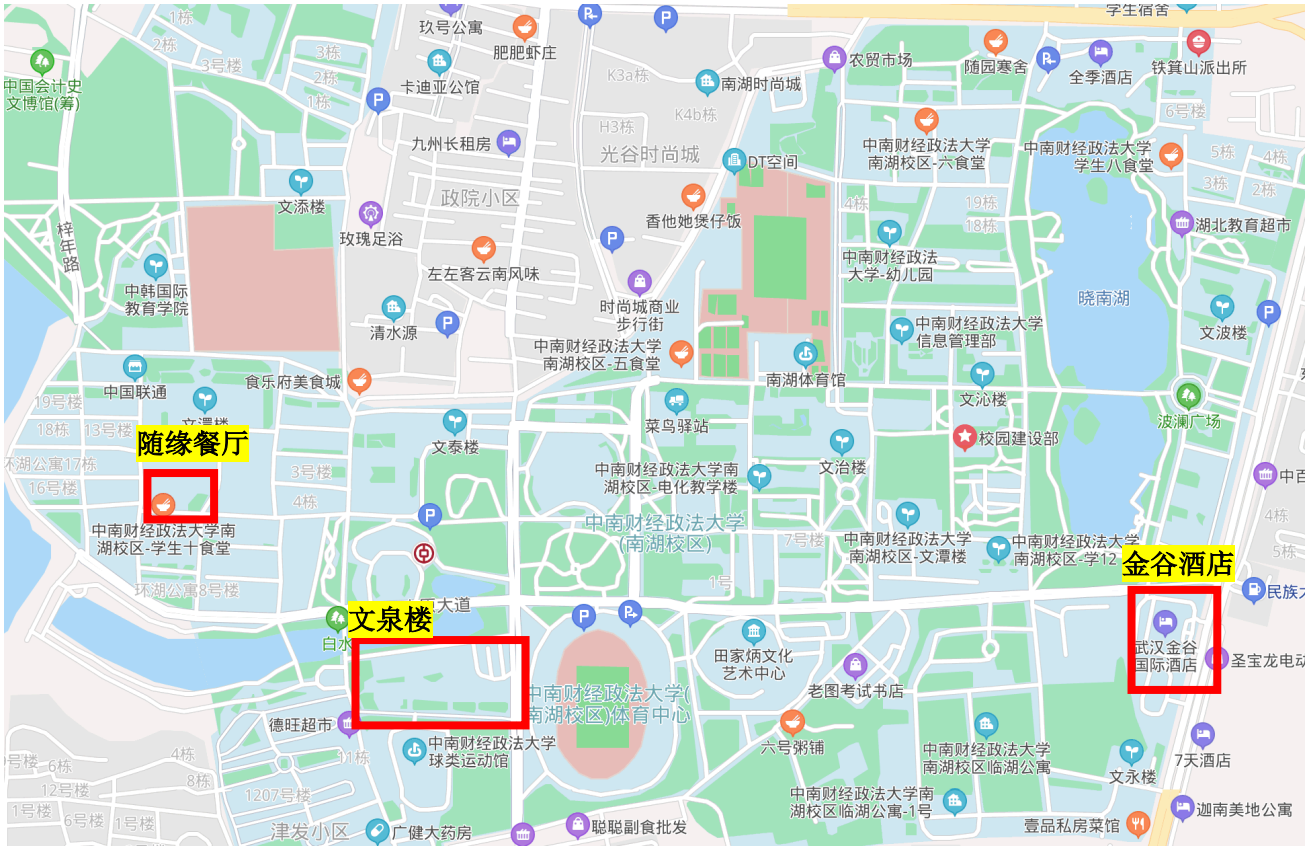 学生宿舍
玖号公寓
1栋
2栋
3号楼
3栋
2栋
1栋
中国会计史
文博馆(筹)
肥肥虾庄
卡迪亚公馆
K3a栋
K4b栋
H3栋
光谷时尚城
南湖时尚城
农贸市场
随园寒舍
全季酒店
铁箕山派出所
6号楼
九州长租房
政院小区
DT空间
中南财经政法大学
南湖校区-六食堂
中南财经政法大学
学生八食堂
5栋
4栋
3栋
2栋
文添楼
玫瑰足浴
香他她煲仔饭
4栋
19栋
18栋
湖北教育超市
梓年路
左左客云南风味
中南财经政法
大学-幼儿园
中韩国际
教育学院
清水源
时尚城商业
步行街
晓南湖
文波楼
中南财经政法大学
信息管理部
中南财经政法大学
南湖校区-五食堂
南湖体育馆
中国联通
食乐府美食城
文沁楼
19号楼
文澴楼
18栋
13号楼
文泰楼
菜鸟驿站
波澜广场
校园建设部
随缘餐厅
环湖公寓17栋
16号楼
3号楼
4栋
中南财经政法大学南
湖校区-电化教学楼
文治楼
中百
4栋
5栋
中南财经政法大学南
湖校区-学生十食堂
中南财经政法大学
(南湖校区)
7号楼
1号
中南财经政法大学
南湖校区-文潭楼
中南财经政法大学
南湖校区-学12
金谷酒店
环湖公寓8号楼
大道
民族大
文泉楼
白水
武汉金谷
国际酒店
圣宝龙电动
田家炳文化
艺术中心
老图考试书店
中南财经政法大学(
南湖校区)体育中心
德旺超市
11栋
中南财经政法大学
球类运动馆
六号粥铺
中南财经政法大学
南湖校区临湖公寓
文永楼
7天酒店
号楼
6栋
4栋
8栋
12号楼
1号楼
6号楼
1号楼
1207号楼
津发小区
广健大药房
聪聪副食批发
中南财经政法大学南
湖校区临湖公寓-1号
壹品私房菜馆
迦南美地公寓